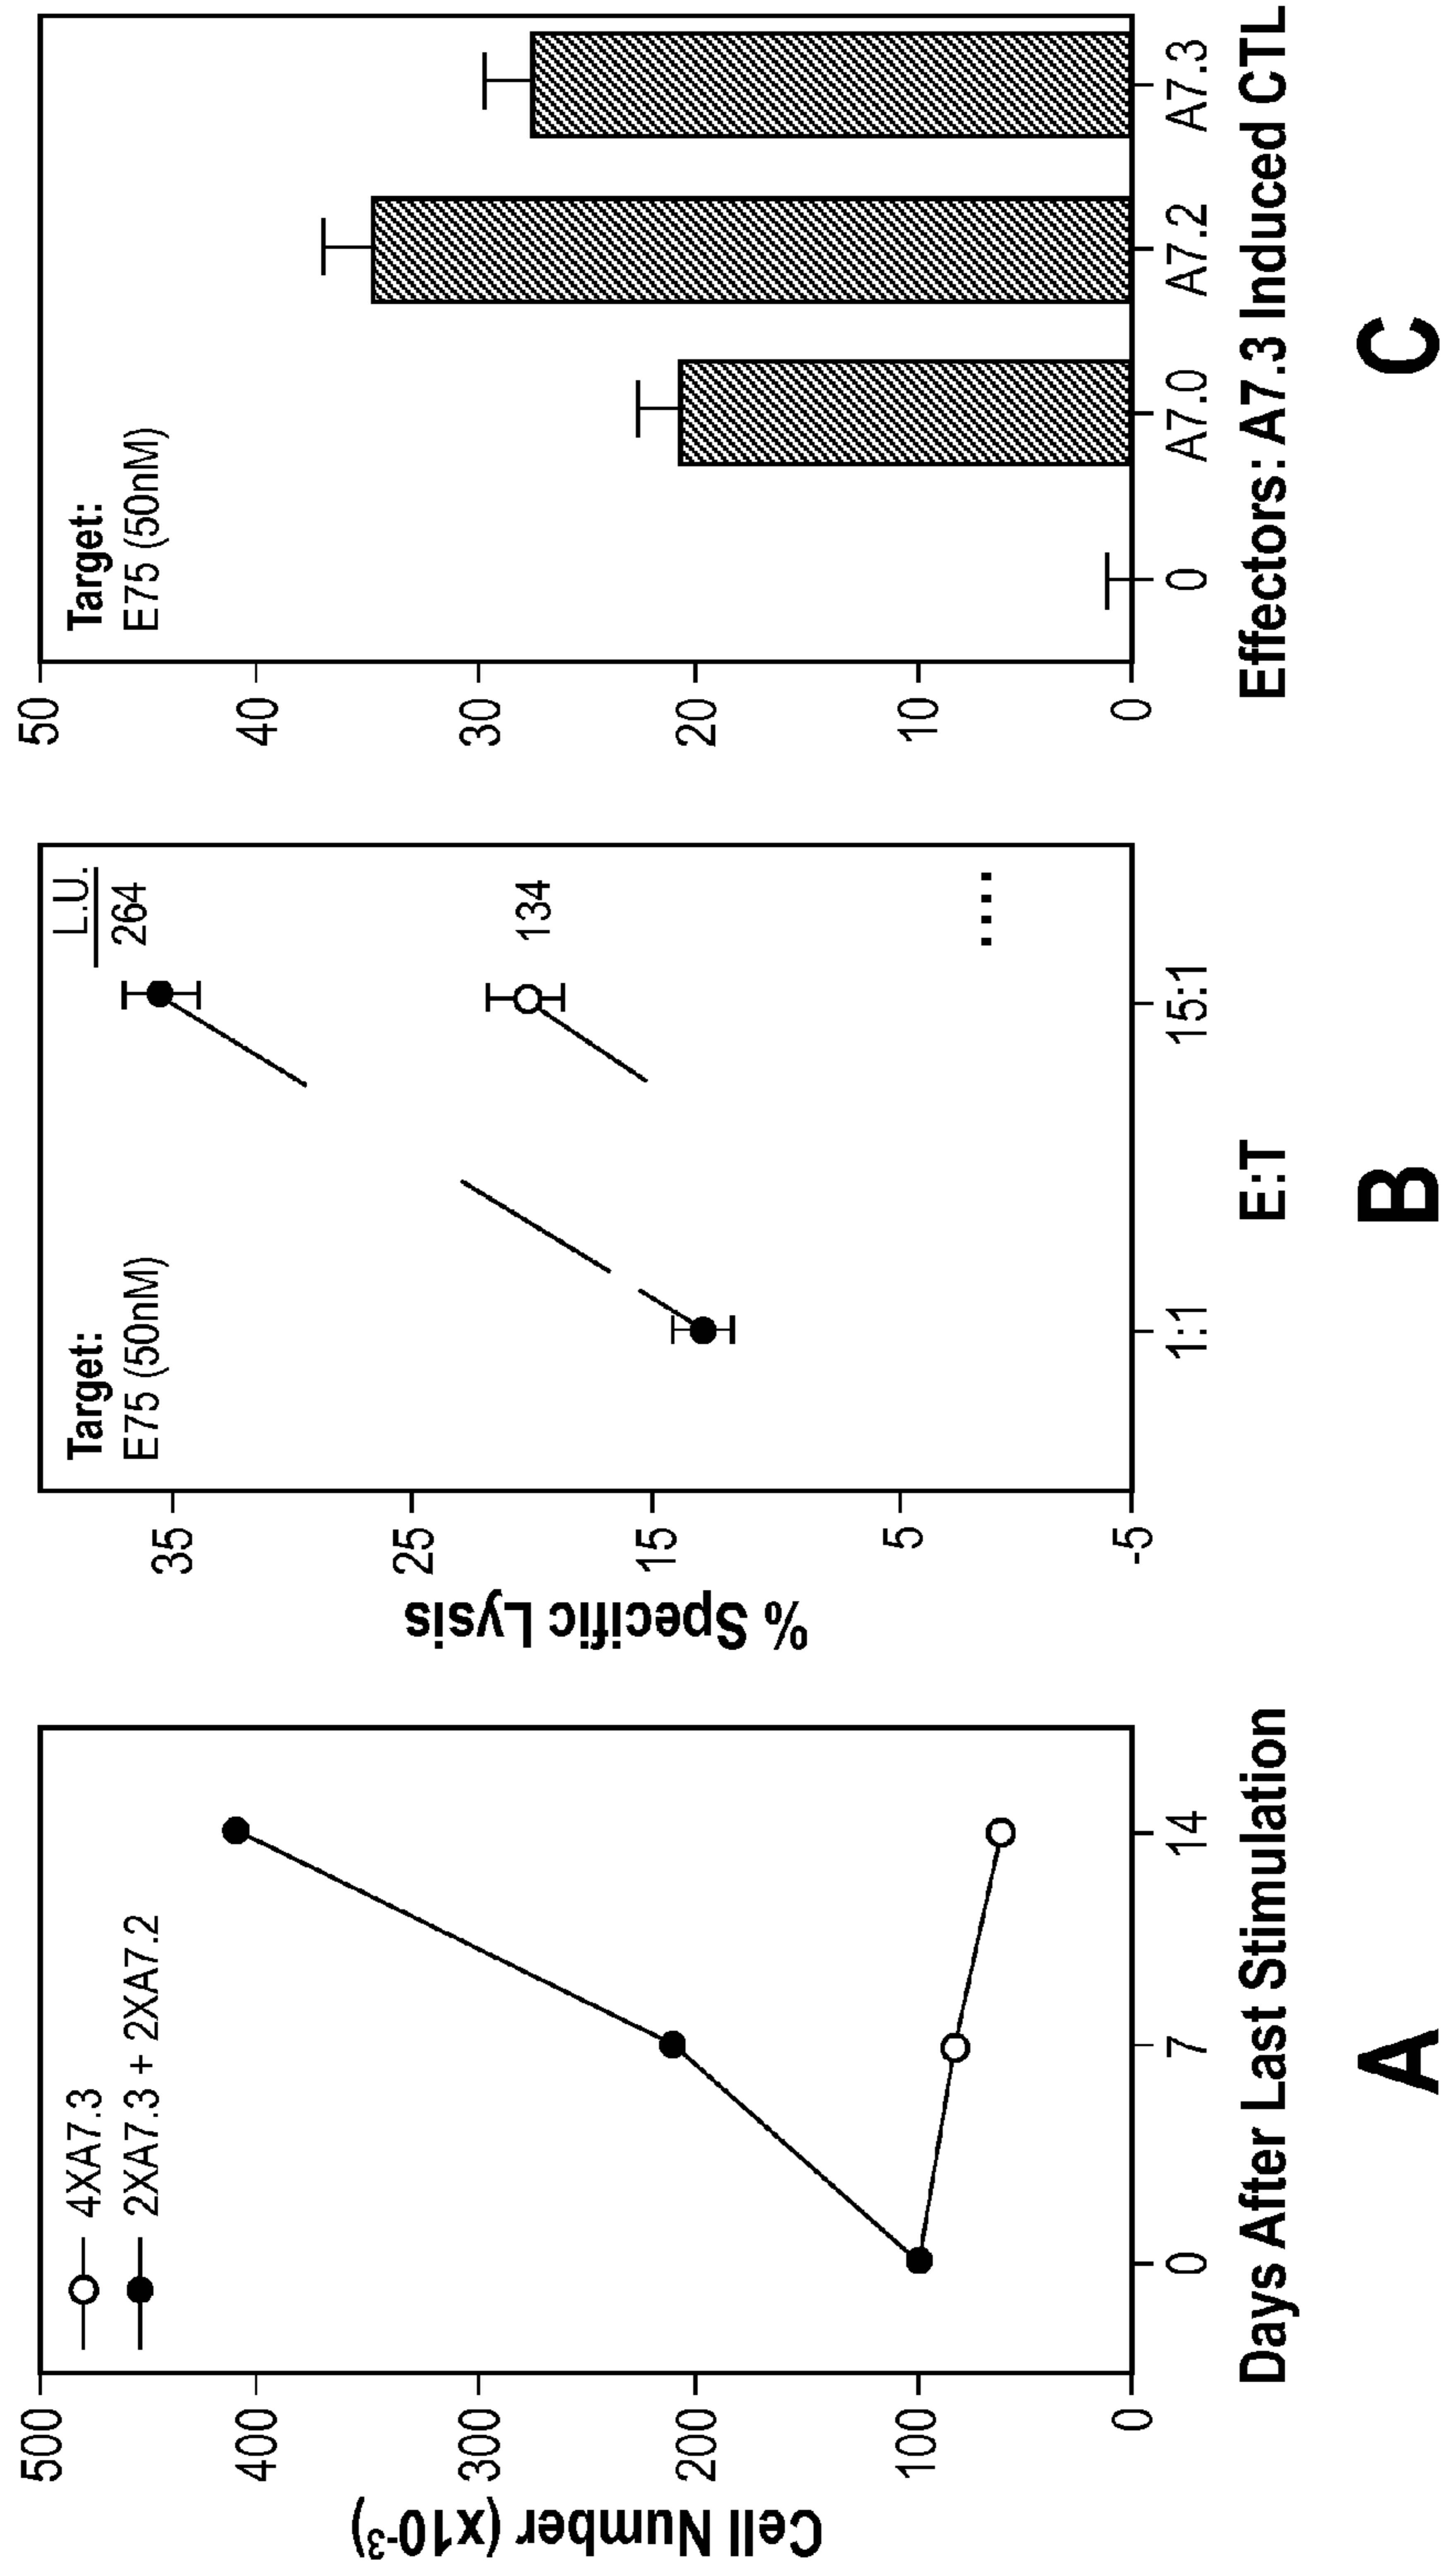 Cell Number (x10-3)
500
400
300
200
100
0
4XA7.3
2XA7.3 + 2XA7.2
0
7
14
Days After Last Stimulation
A
% Specific Lysis
35
25
15
5
-5
Target:
E75 (50nM)
L.U.
264
134
1:1
15:1
E:T
B
50
40
30
20
10
0
Target:
E75 (50nM)
0
A7.0
A7.2
A7.3
Effectors: A7.3 Induced CTL
C